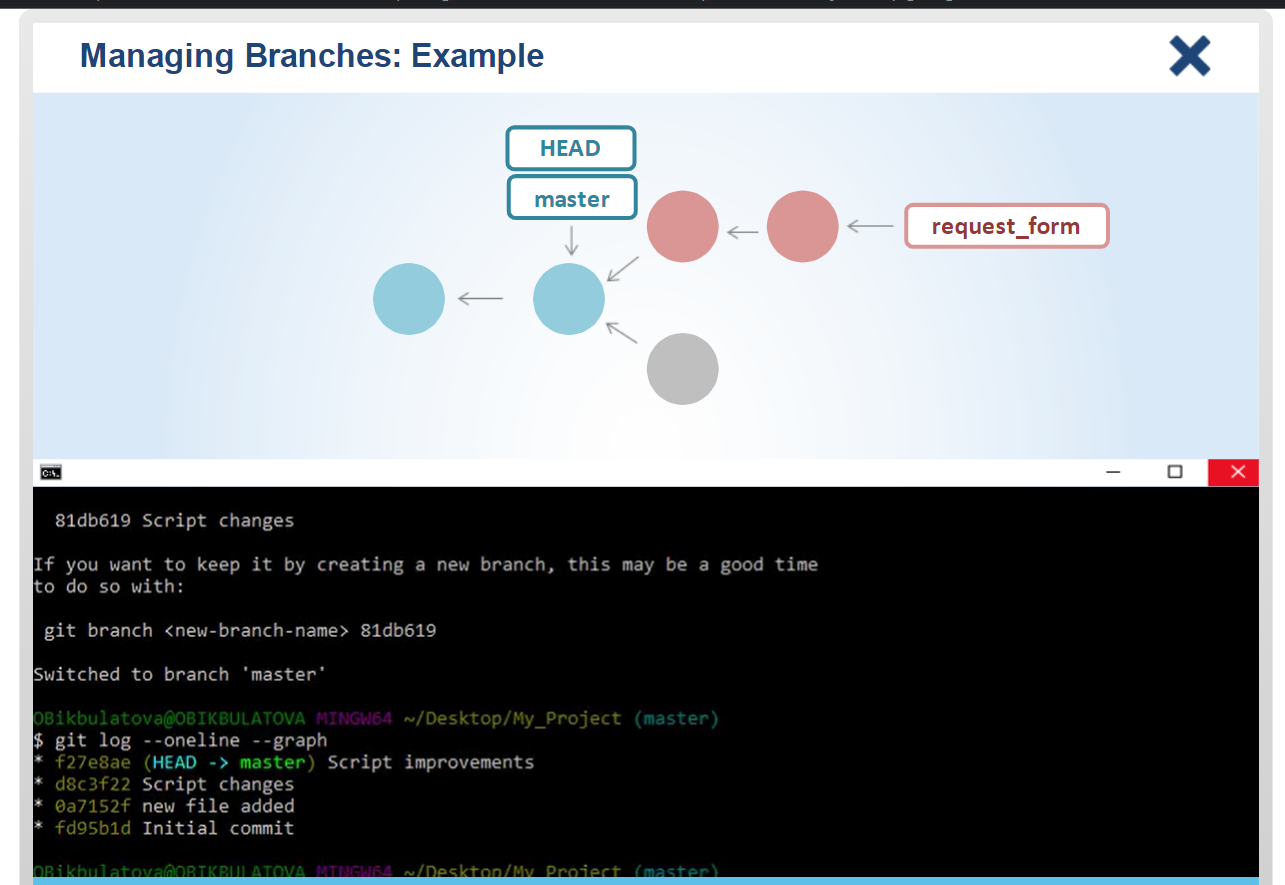 Managing Branches: Example
HEAD
master
request_form
C:\.
81db619 Script changes
If you want to keep it by creating a new branch, this may be a good time
to do so with:
git branch <new-branch-name> 81db619
Switched to branch 'master'
OBikbulatova@OBIKBULATOVA MINGW64 ~/Desktop/My_Project (master)
$ git log --oneline --graph
* f27e8ae (HEAD -> master) Script improvements
* d8c3f22 Script changes
* 0a7152f new file added
* fd95b1d Initial commit
OBikbulatova@OBIKBULATOVA MINGW64 ~/Desktop/My_Project (master)